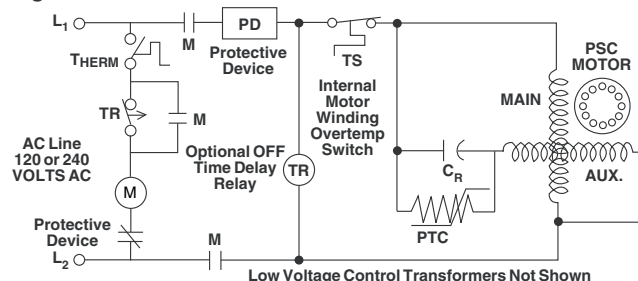 L1
THERM
TR
M
AC Line
120 or 240
VOLTS AC
M
Protective
Device
L2
M
PD
Protective
Device
TS
Internal
Motor
Winding
Overtemp
Switch
Optional OFF
Time Delay
Relay
TR
M
MAIN
PSC
MOTOR
CR
AUX.
PTC
Low Voltage Control Transformers Not Shown